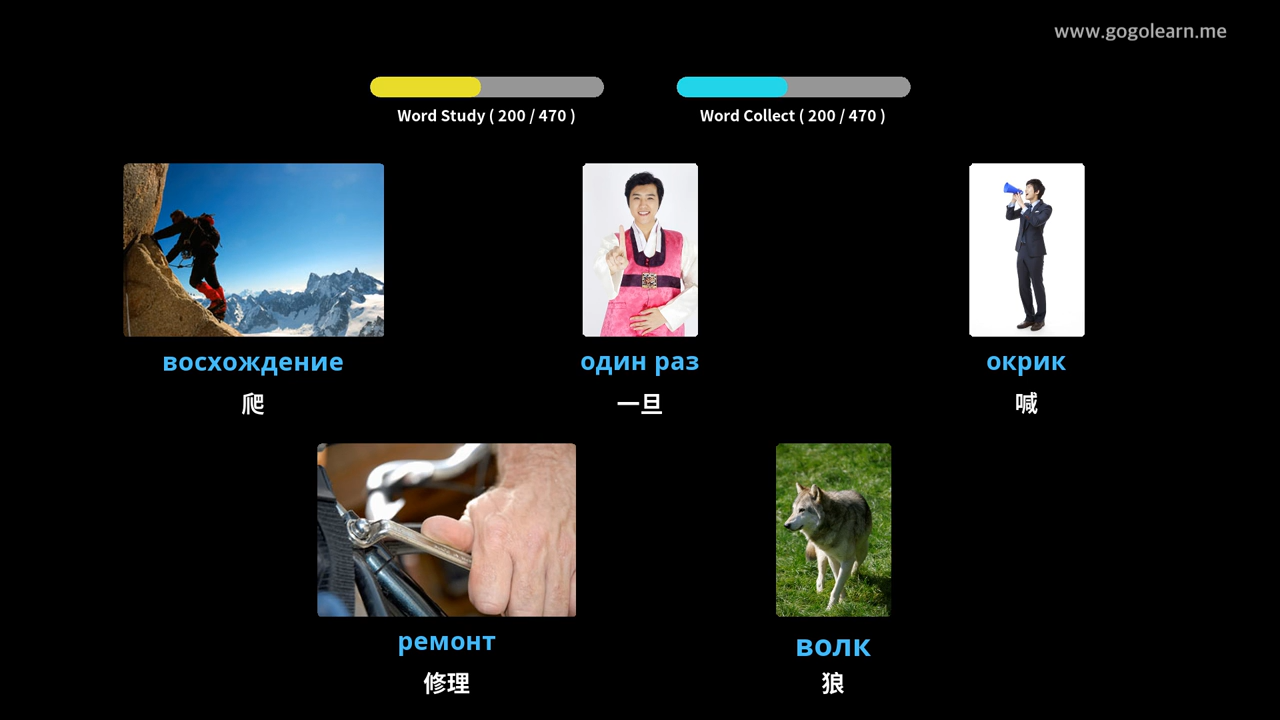 www.gogolearn.me
Word Study ( 200 / 470 )
Word Collect ( 200 / 470 )
восхождение
爬
один раз
一旦
окрик
喊
ремонт
修理
волк
狼